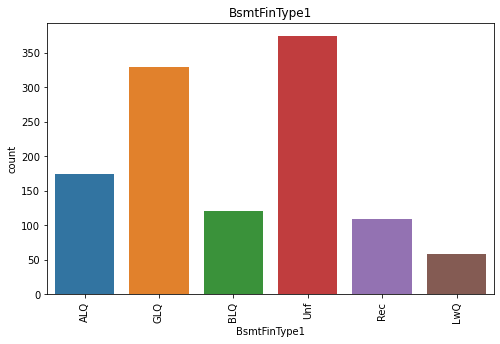 BsmtFinType1
count
350
300
250
200
150
100
50
0
ALQ
GLQ
BLQ
Unf
Rec
LwQ
BsmtFinType1